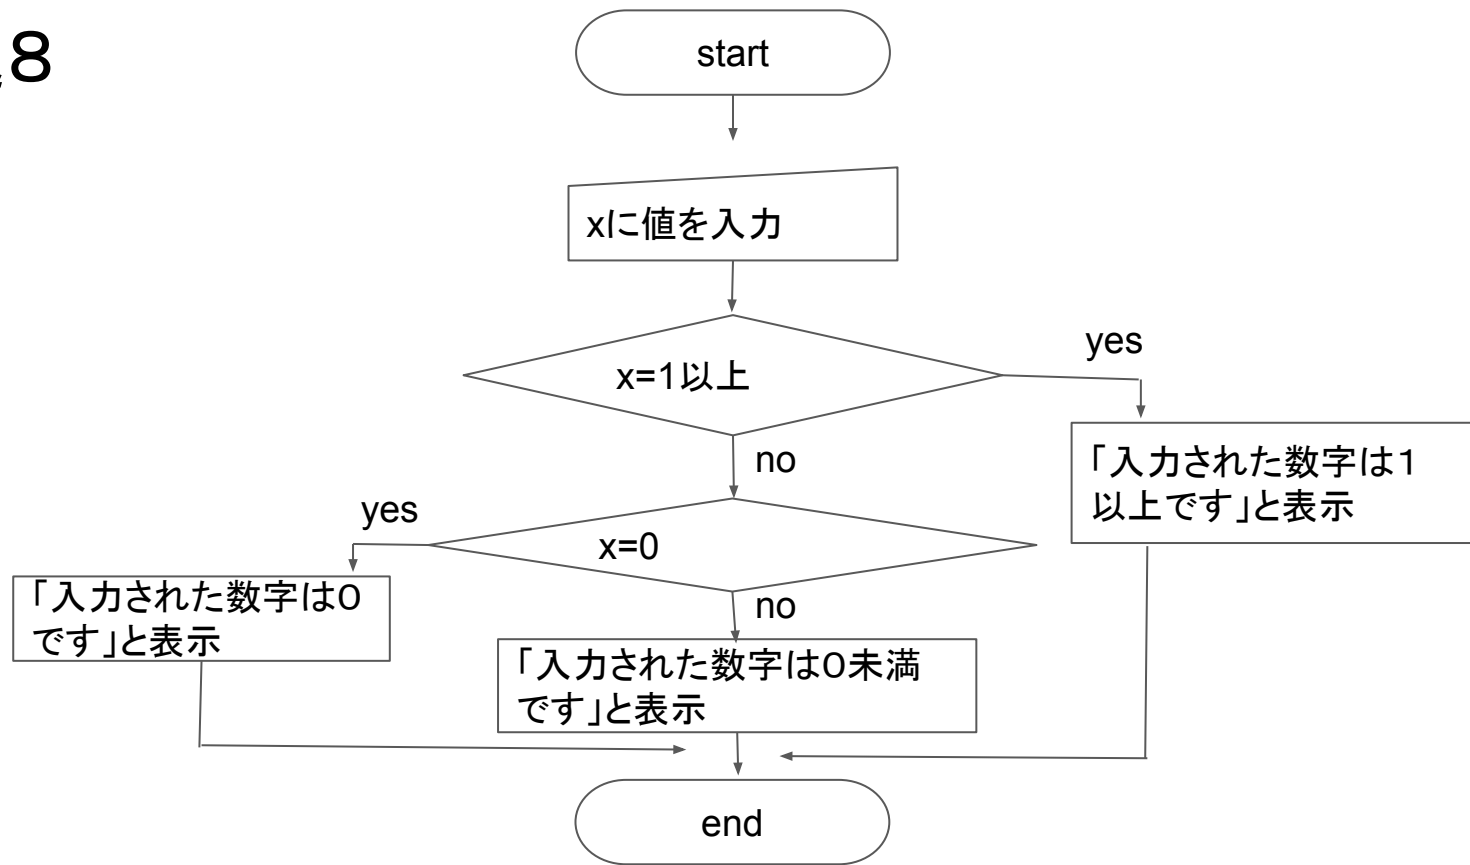 8
start
xに値を入力
x=1以上
yes
「入力された数字は１
以上です」と表示
no
x=0
yes
「入力された数字は０
です」と表示
no
「入力された数字は０未満
です」と表示
end